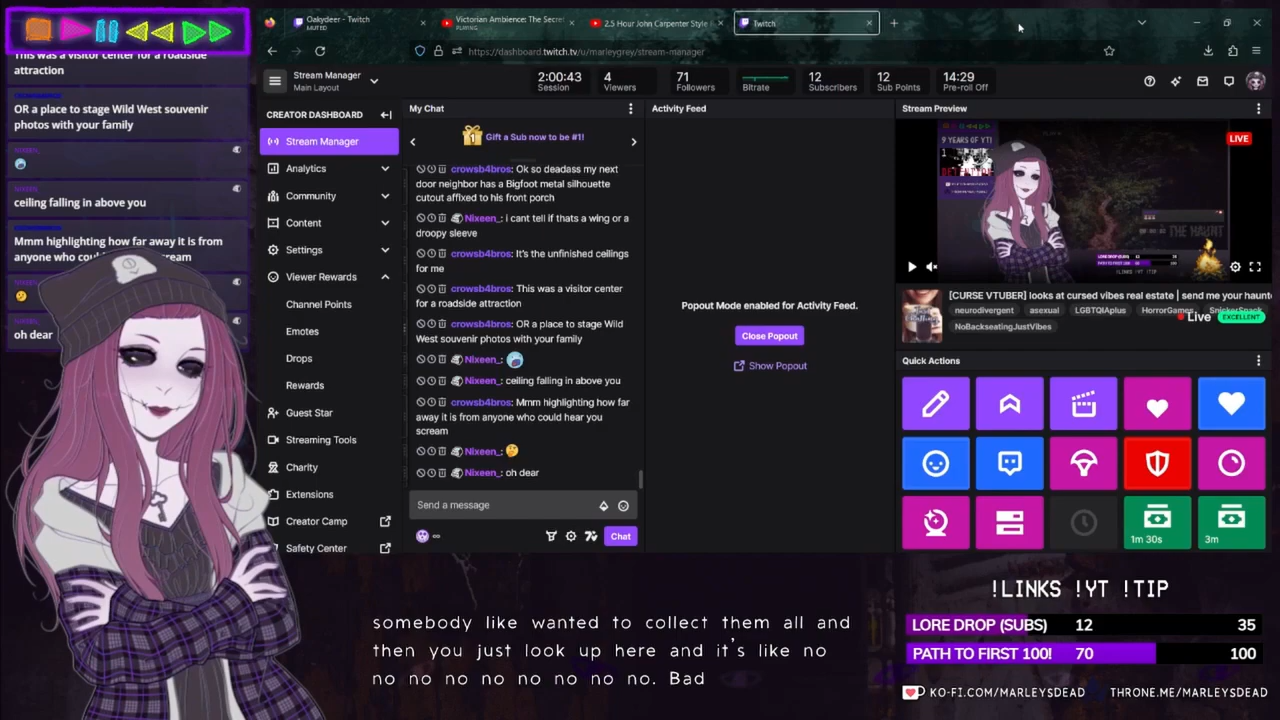 This was a visitor center for a roadside
attraction
OR a place to stage Wild West souvenir
photos with your family
NIXEEN_
ceiling falling in above you
Mmm highlighting how far away it is from
anyone who coul
ream
oh dear
Oakydeer - Twitch
MUTED
Victorian Ambience: The Secret
PLAYING
2.5 Hour John Carpenter Style
Twitch
https://dashboard.twitch.tv/u/marleygrey/stream-manager
Stream Manager
Main Layout
2:00:43
Session
4
Viewers
71
Followers
Bitrate
12
Subscribers
12
Sub Points
14:29
Pre-roll Off
CREATOR DASHBOARD
Stream Manager
Analytics
Community
Content
Settings
Viewer Rewards
Channel Points
Emotes
Drops
Rewards
Guest Star
Streaming Tools
Charity
Extensions
Creator Camp
Safety Center
My Chat
1
Gift a Sub now to be #1!
crowsb4bros: Ok so deadass my next
door neighbor has a Bigfoot metal silhouette
cutout affixed to his front porch
Nixeen_: i cant tell if thats a wing or a
droopy sleeve
crowsb4bros: It's the unfinished ceilings
for me
crowsb4bros: This was a visitor center
for a roadside attraction
crowsb4bros: OR a place to stage Wild
West souvenir photos with your family
Nixeen_:
Nixeen_: ceiling falling in above you
crowsb4bros: Mmm highlighting how far
away it is from anyone who could hear you
scream
Nixeen_:
Nixeen_: oh dear
Send a message
Chat
Activity Feed
Popout Mode enabled for Activity Feed.
Close Popout
Show Popout
Stream Preview
LIVE
9 YEARS OF YT!
THE HAUNT
[CURSE VTUBER] looks at cursed vibes real estate | send me your haunte
neurodivergent
asexual
LGBTQIAplus
HorrorGames
NoBackseatingJustVibes
Live
EXCELLENT
Quick Actions
1m 30s
3m
!LINKS !YT !TIP
LORE DROP (SUBS) 12 35
PATH TO FIRST 100! 70 100
KO-FI.COM/MARLEYSDEAD
THRONE.ME/MARLEYSDEAD
somebody like wanted to collect them all and
then you just look up here and it's like no
no no no no no no no no. Bad